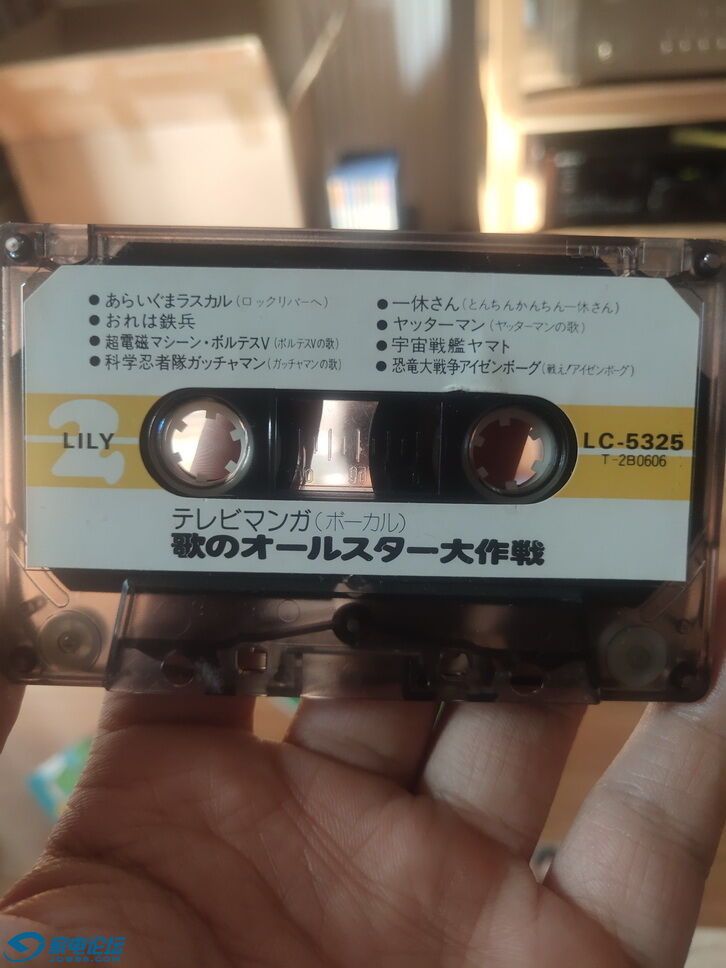 ●あらいぐまラスカル(ロックリバーへ)
●おれは鉄兵
●超電磁マシーン・ボルテスV(ボルテスVの歌)
●科学忍者隊ガッチャマン(ガッチャマンの歌)
●一休さん(とんちんかんちん一休さん)
●ヤッターマン(ヤッターマンの歌)
●宇宙戦艦ヤマト
●恐竜大戦争アイゼンボーグ(戦え!アイゼンボーグ)
2
LILY
LC-5325
T-2B0606
テレビマンガ(ボーカル)
歌のオールスター大作戦
家电论坛